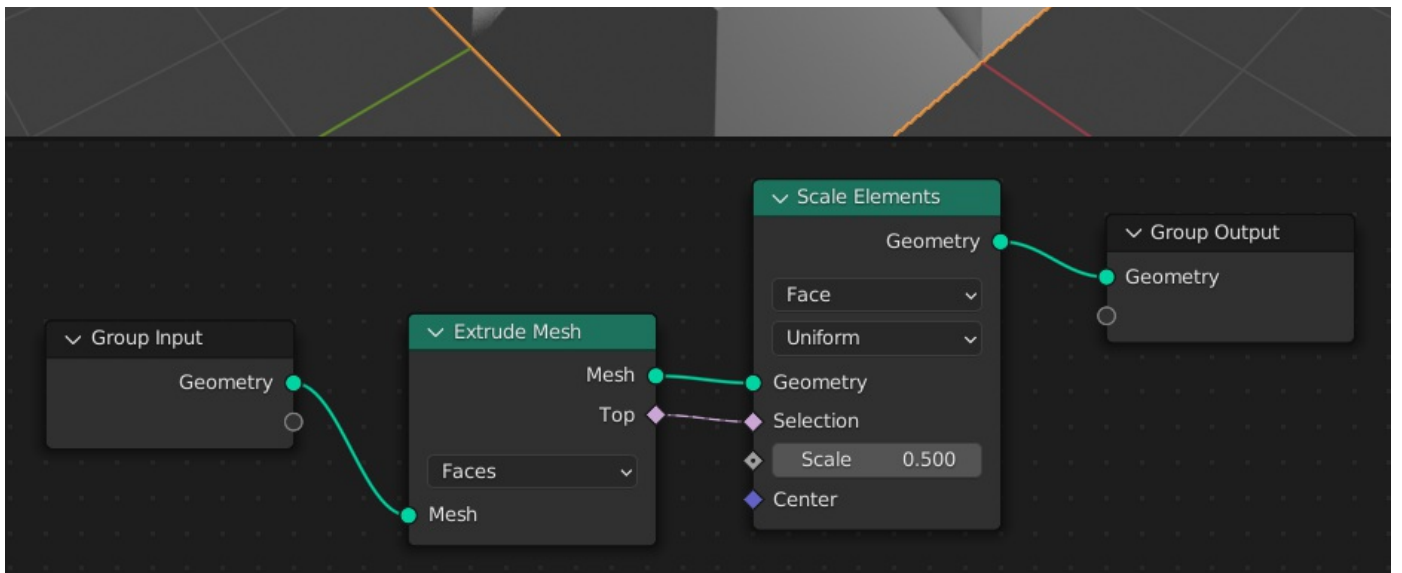 Group Input
Geometry
Extrude Mesh
Mesh
Top
Faces
Mesh
Scale Elements
Geometry
Face
Uniform
Geometry
Selection
Scale 0.500
Center
Group Output
Geometry